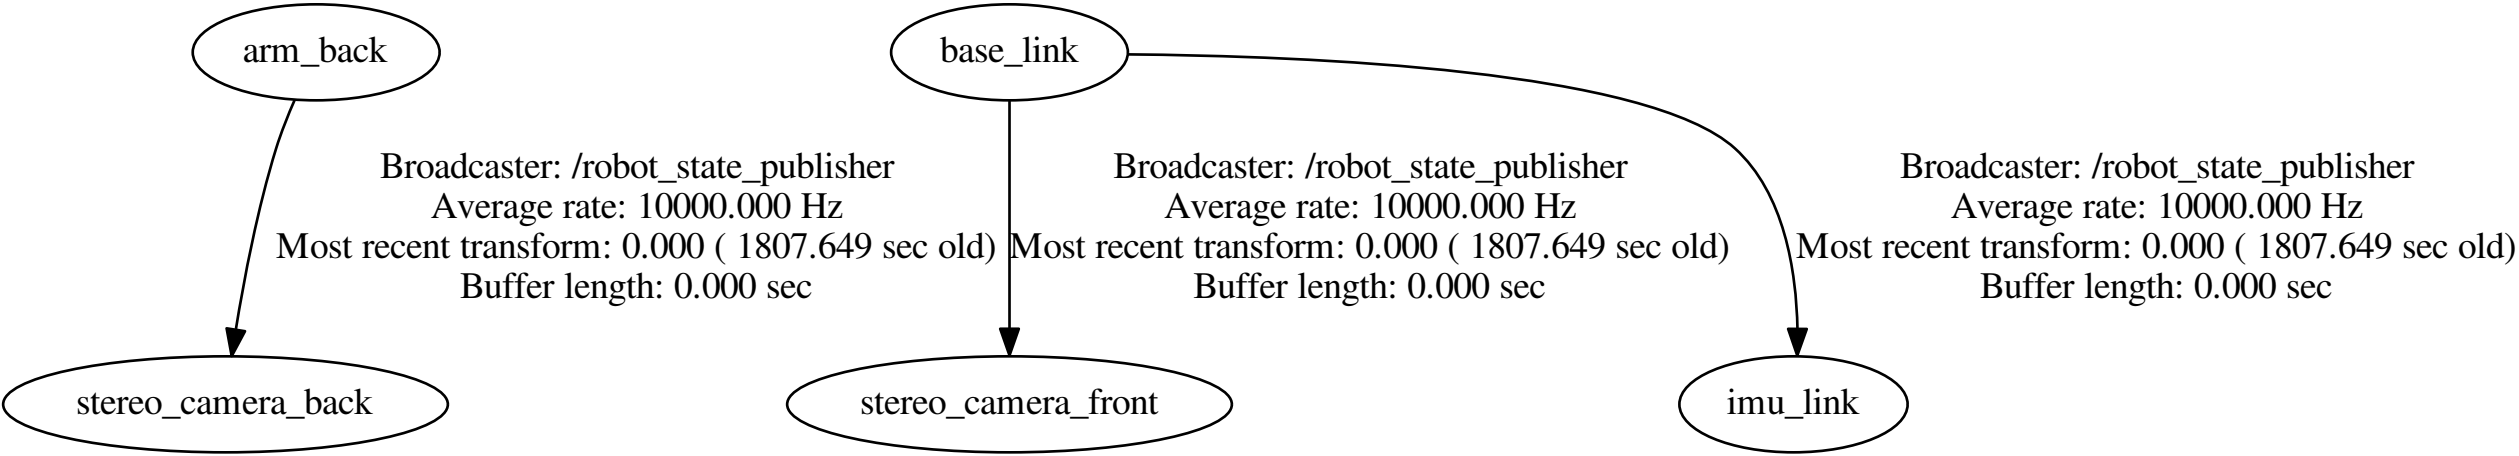 arm_back
base_link
Broadcaster: /robot_state_publisher
Average rate: 10000.000 Hz
Most recent transform: 0.000 ( 1807.649 sec old)
Buffer length: 0.000 sec
Broadcaster: /robot_state_publisher
Average rate: 10000.000 Hz
Most recent transform: 0.000 ( 1807.649 sec old)
Buffer length: 0.000 sec
Broadcaster: /robot_state_publisher
Average rate: 10000.000 Hz
Most recent transform: 0.000 ( 1807.649 sec old)
Buffer length: 0.000 sec
stereo_camera_back
stereo_camera_front
imu_link